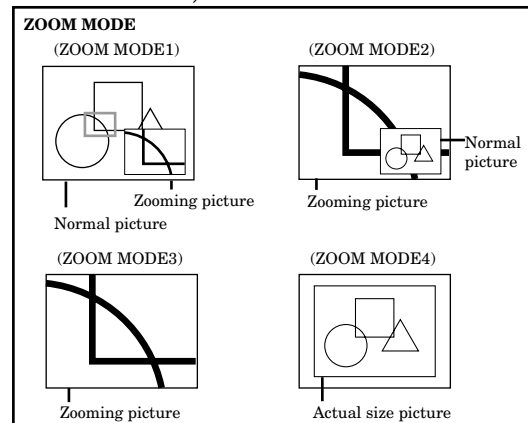 ZOOM MODE
(ZOOM MODE1)
(ZOOM MODE2)
Normal
picture
Zooming picture
Zooming picture
Normal picture
(ZOOM MODE3)
(ZOOM MODE4)
Zooming picture
Actual size picture